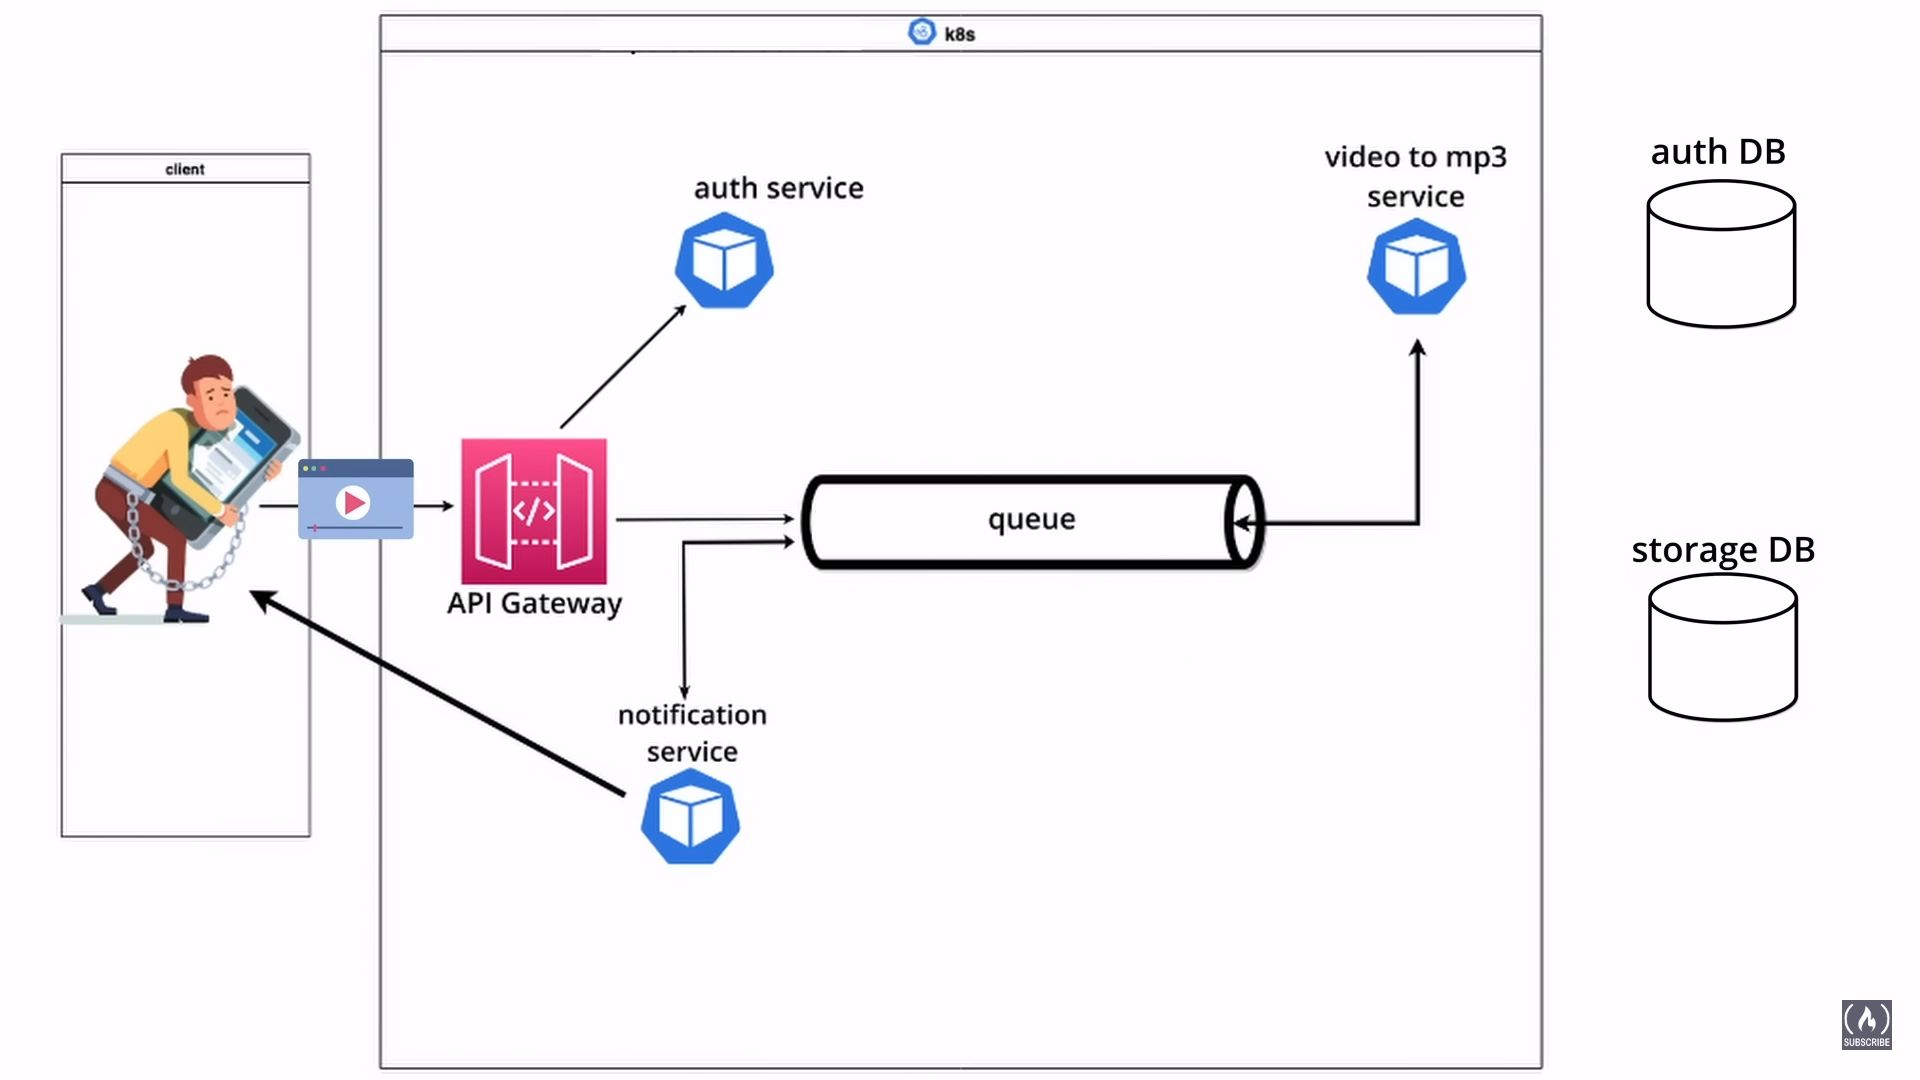 k8s
client
auth service
video to mp3
service
auth DB
</>
API Gateway
queue
storage DB
notification
service
SUBSCRIBE